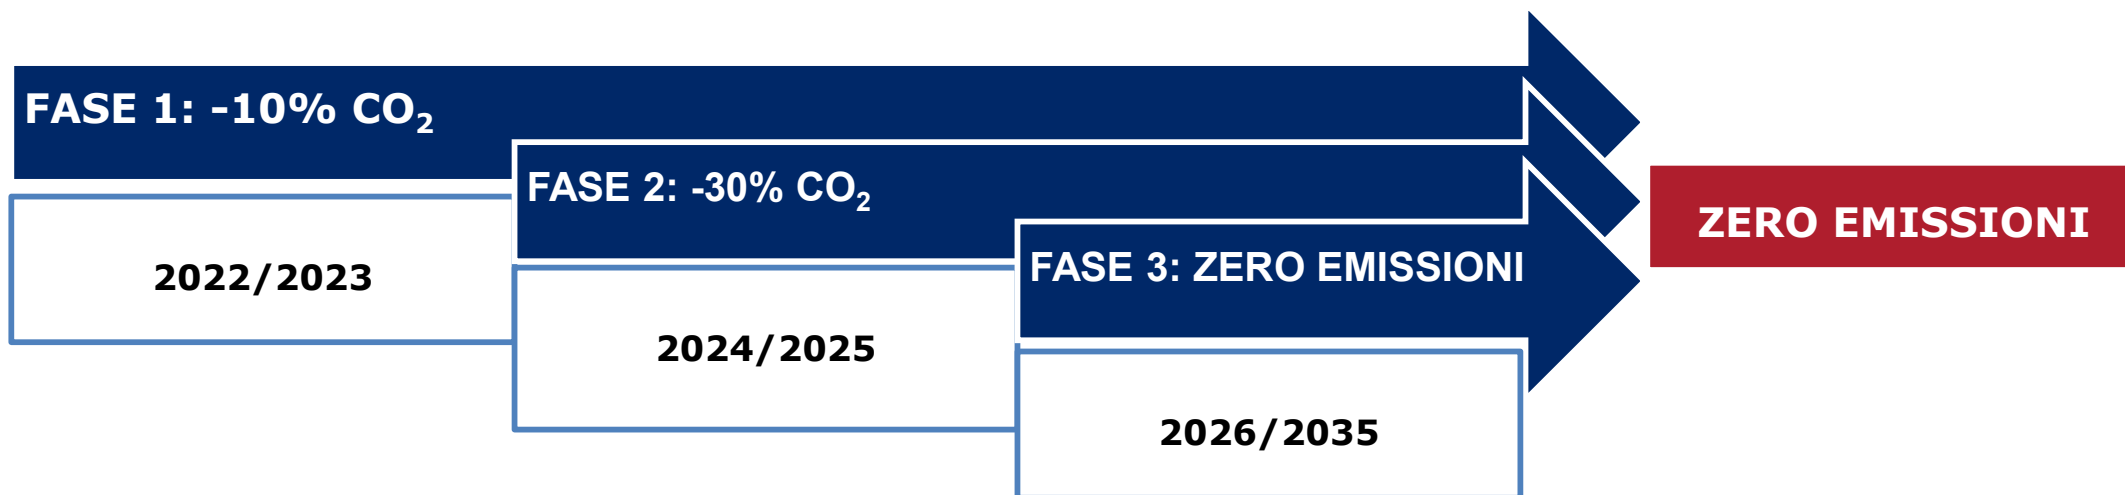 FASE 1: -10% CO₂
2022/2023
FASE 2: -30% CO₂
2024/2025
FASE 3: ZERO EMISSIONI
2026/2035
ZERO EMISSIONI